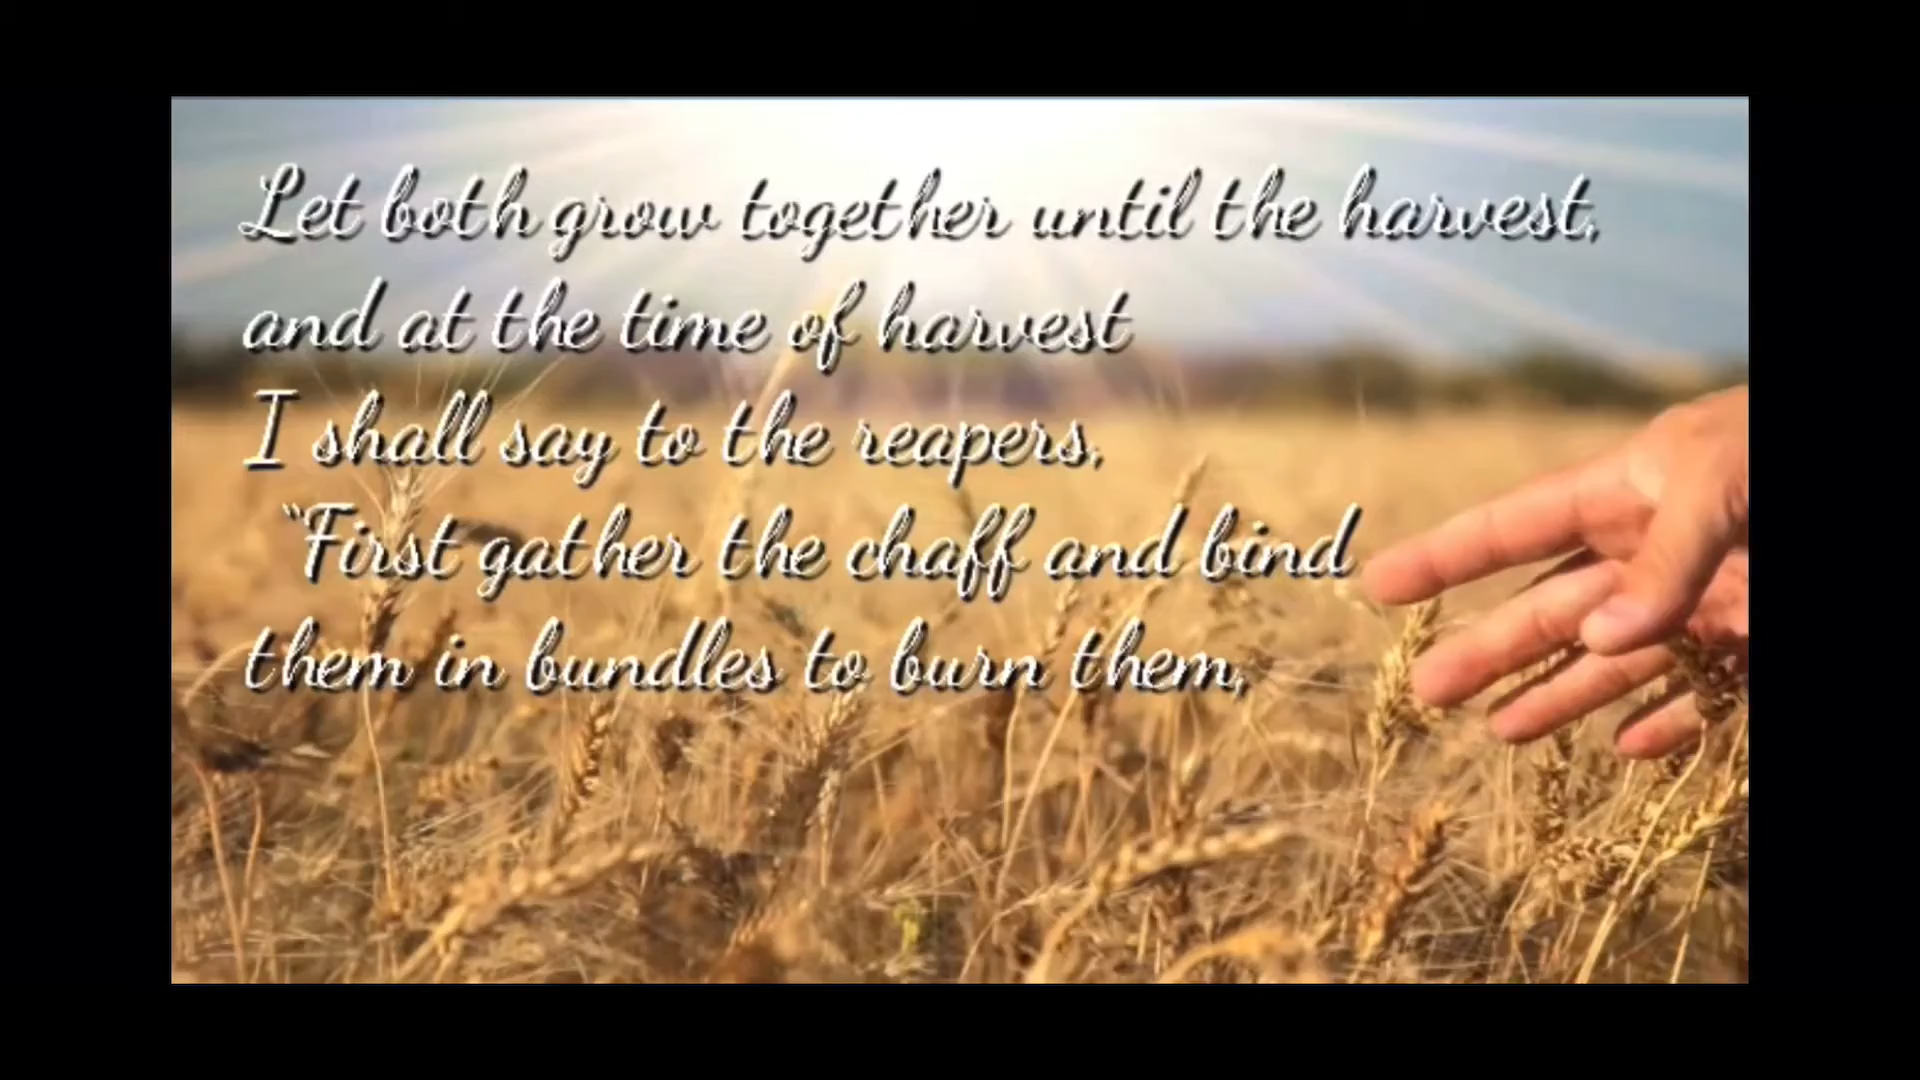 Let both grow together until the harvest,
and at the time of harvest
I shall say to the reapers,
“First gather the chaff and bind
them in bundles to burn them,